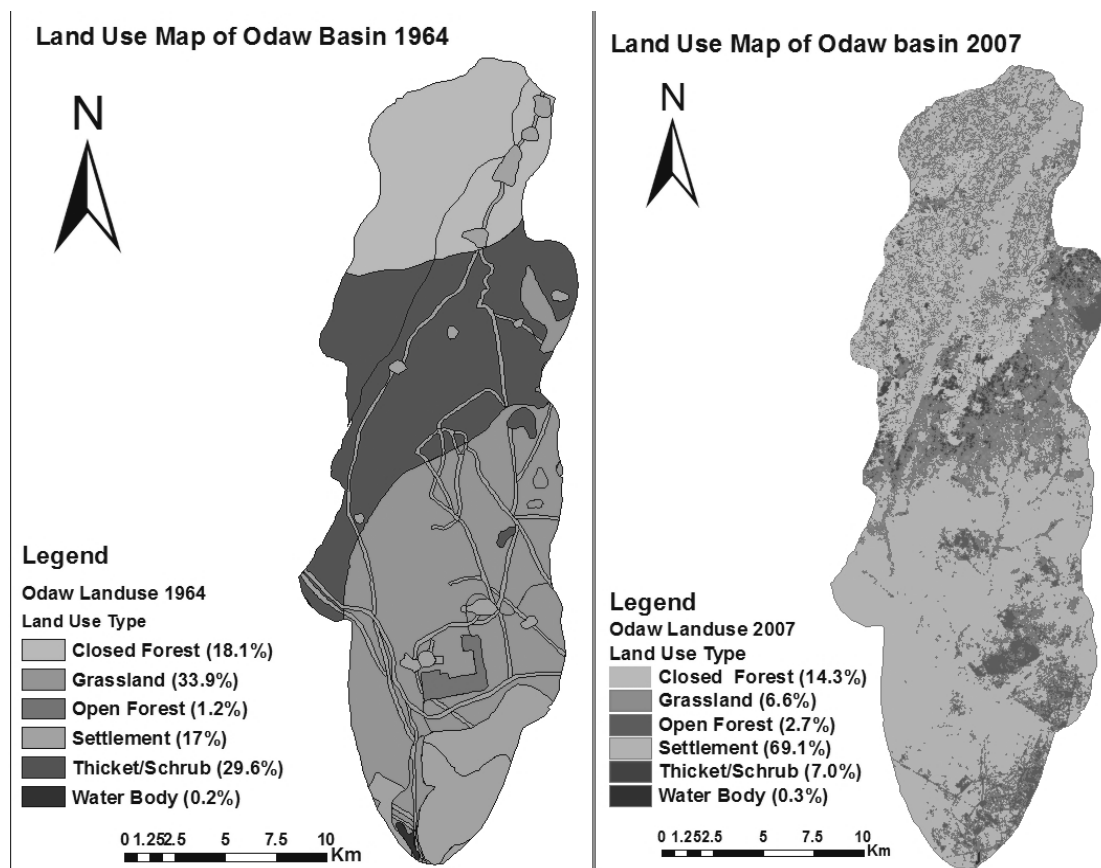 Land Use Map of Odaw Basin 1964
N
Legend
Odaw Landuse 1964
Land Use Type
Closed Forest (18.1%)
Grassland (33.9%)
Open Forest (1.2%)
Settlement (17%)
Thicket/Schrub (29.6%)
Water Body (0.2%)
0 1.252.5 5 7.5 10
Km
Land Use Map of Odaw basin 2007
N
Legend
Odaw Landuse 2007
Land Use Type
Closed Forest (14.3%)
Grassland (6.6%)
Open Forest (2.7%)
Settlement (69.1%)
Thicket/Schrub (7.0%)
Water Body (0.3%)
0 1.252.5 5 7.5 10
Km